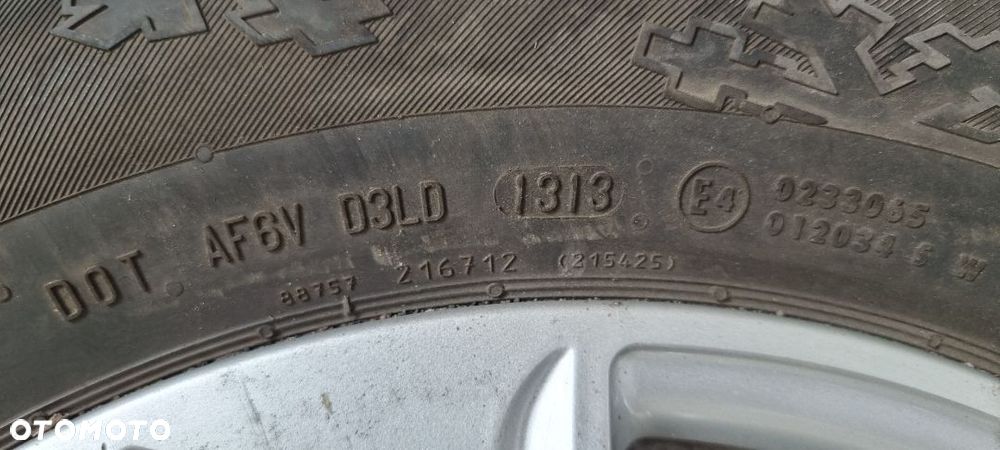 DOT AF6V D3LD 1313 E4 0233065
012034 S W
88757 216712 (215425)
OTOMOTO